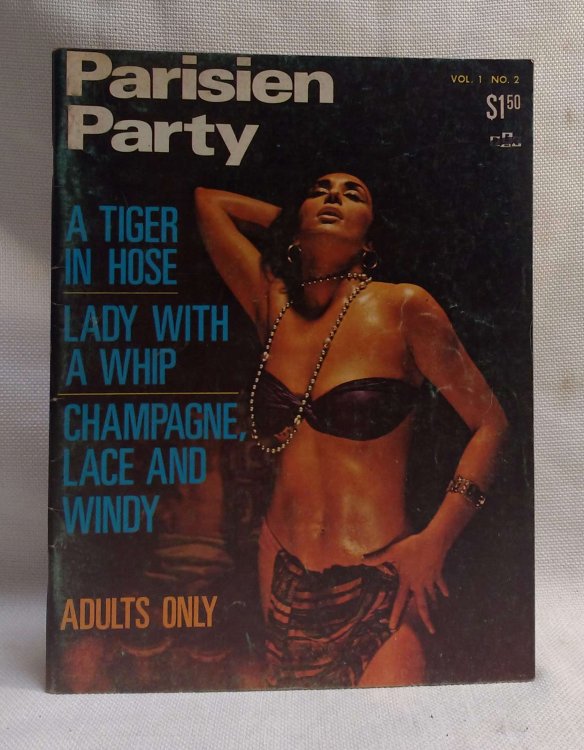 Parisien
Party
VOL. 1 NO. 2
$1.50
A TIGER
IN HOSE
LADY WITH
A WHIP
CHAMPAGNE,
LACE AND
WINDY
ADULTS ONLY